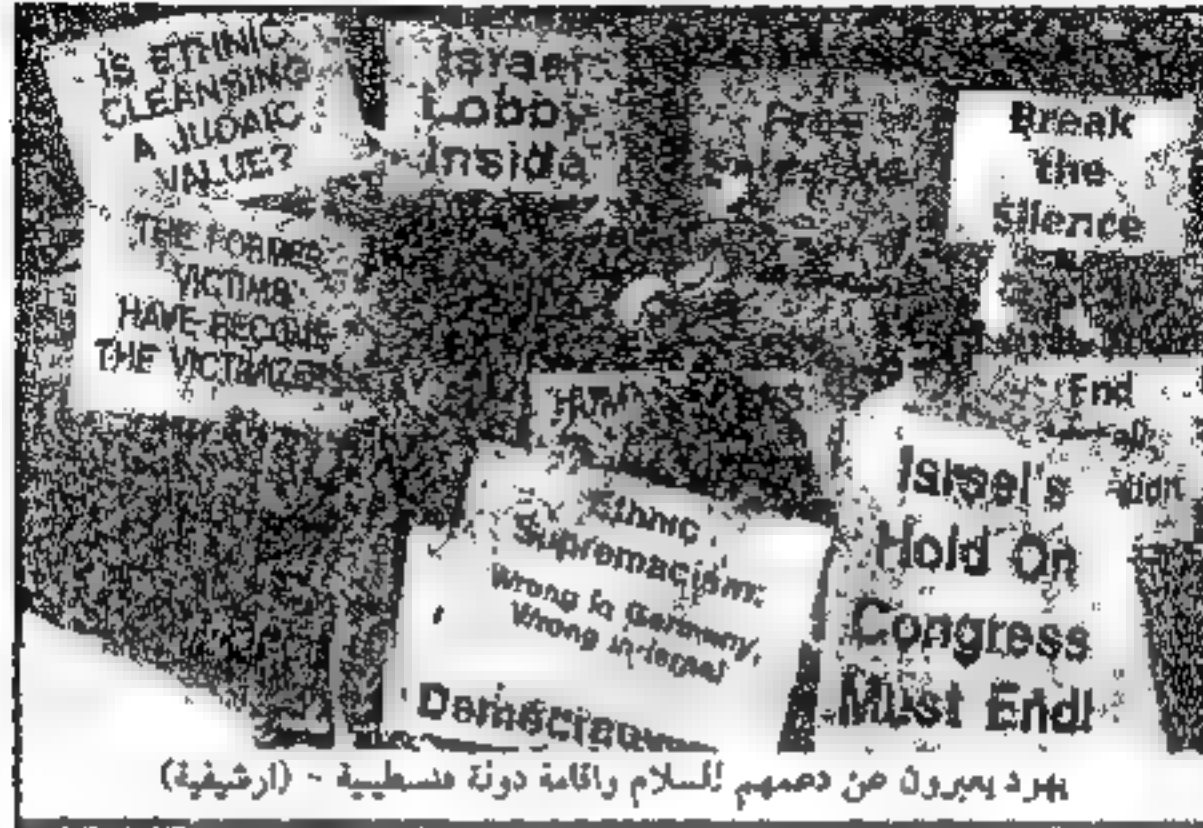 IS ETHNIC
CLEANSING
A JUDAIC
VALUE?
THE FORMER
VICTIMS
HAVE BECOME
THE VICTIMIZERS
Israel
Lobby
Inside
Free
Break
the
Silence
End
Ethnic
Supremacism:
Wrong in Germany,
Wrong in Israel
Israel's
Hold On
Congress
Must End!
يهود يعبرون عن دعمهم للسلام واقامة دولة فلسطينية - (ارشيفية)